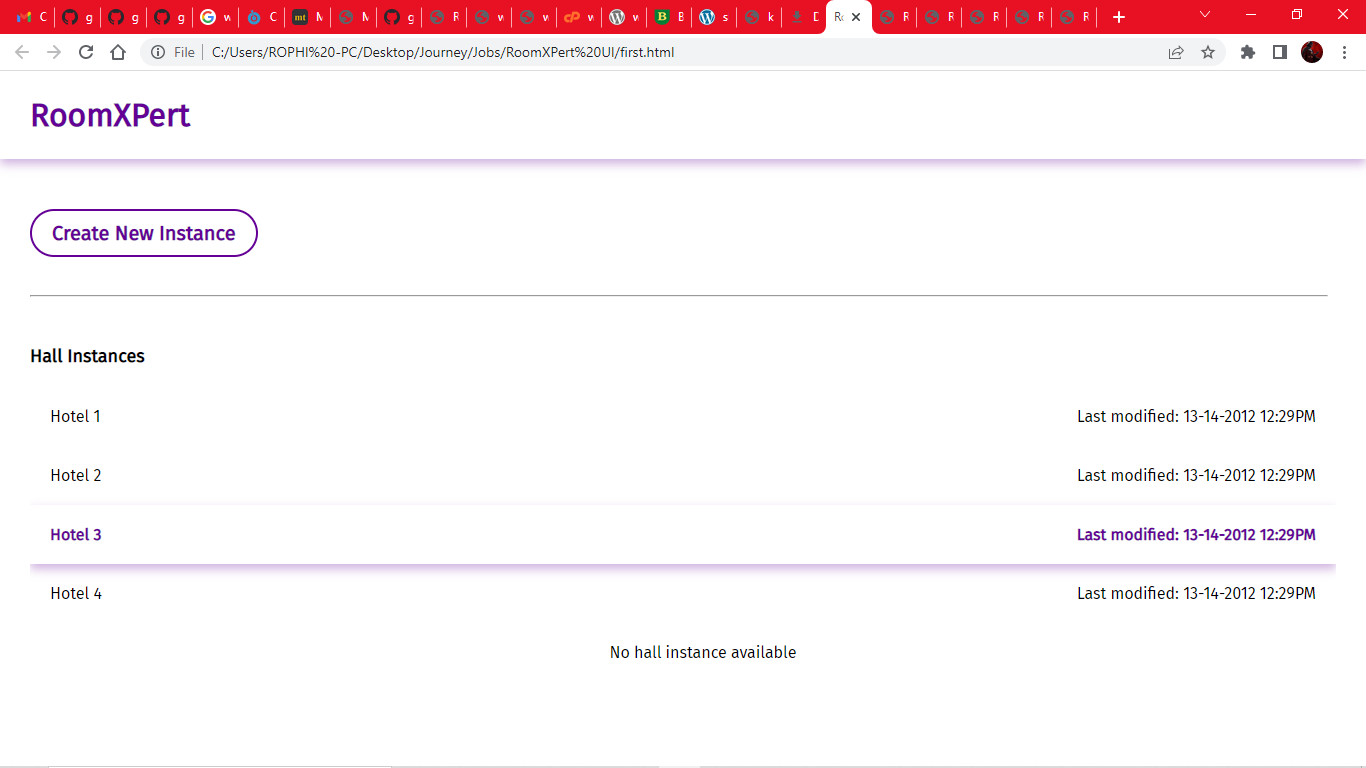 C g g g w C mt M M g R w w cP w B B s k D Ro R R R R R
File C:/Users/ROPHI%20-PC/Desktop/Journey/Jobs/RoomXPert%20UI/first.html
RoomXPert
Create New Instance
Hall Instances
Hotel 1 Last modified: 13-14-2012 12:29PM
Hotel 2 Last modified: 13-14-2012 12:29PM
Hotel 3 Last modified: 13-14-2012 12:29PM
Hotel 4 Last modified: 13-14-2012 12:29PM
No hall instance available